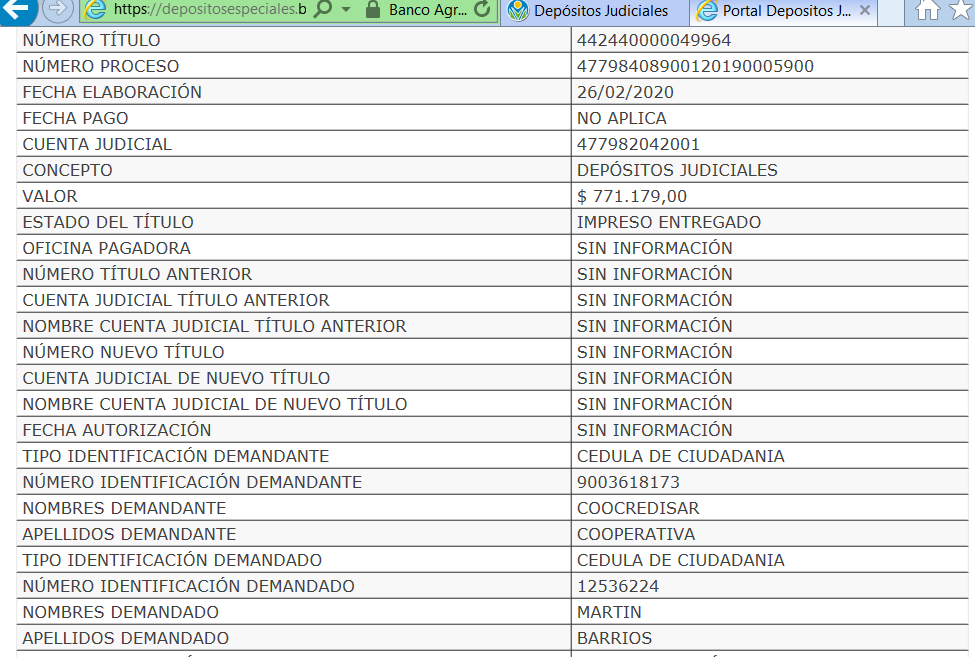 https://depositosespeciales.b Banco Agr... Depósitos Judiciales Portal Depositos J...
NÚMERO TÍTULO 442440000049964
NÚMERO PROCESO 47798408900120190005900
FECHA ELABORACIÓN 26/02/2020
FECHA PAGO NO APLICA
CUENTA JUDICIAL 477982042001
CONCEPTO DEPÓSITOS JUDICIALES
VALOR $ 771.179,00
ESTADO DEL TÍTULO IMPRESO ENTREGADO
OFICINA PAGADORA SIN INFORMACIÓN
NÚMERO TÍTULO ANTERIOR SIN INFORMACIÓN
CUENTA JUDICIAL TÍTULO ANTERIOR SIN INFORMACIÓN
NOMBRE CUENTA JUDICIAL TÍTULO ANTERIOR SIN INFORMACIÓN
NÚMERO NUEVO TÍTULO SIN INFORMACIÓN
CUENTA JUDICIAL DE NUEVO TÍTULO SIN INFORMACIÓN
NOMBRE CUENTA JUDICIAL DE NUEVO TÍTULO SIN INFORMACIÓN
FECHA AUTORIZACIÓN SIN INFORMACIÓN
TIPO IDENTIFICACIÓN DEMANDANTE CEDULA DE CIUDADANIA
NÚMERO IDENTIFICACIÓN DEMANDANTE 9003618173
NOMBRES DEMANDANTE COOCREDISAR
APELLIDOS DEMANDANTE COOPERATIVA
TIPO IDENTIFICACIÓN DEMANDADO CEDULA DE CIUDADANIA
NÚMERO IDENTIFICACIÓN DEMANDADO 12536224
NOMBRES DEMANDADO MARTIN
APELLIDOS DEMANDADO BARRIOS